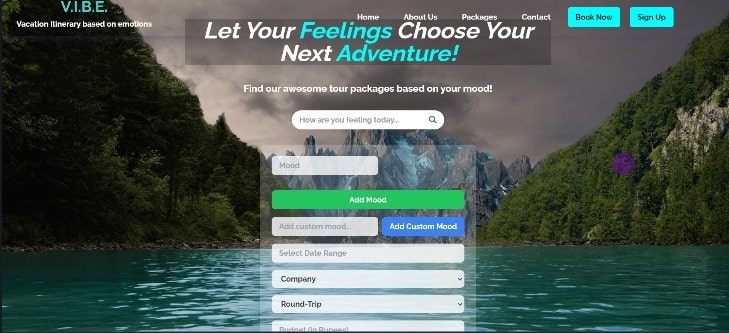 V.I.B.E.
Vacation Itinerary based on emotions
Home
About Us
Packages
Contact
Book Now
Sign Up
Let Your Feelings Choose Your
Next Adventure!
Find our awesome tour packages based on your mood!
How are you feeling today...
Mood
Add Mood
Add custom mood...
Add Custom Mood
Select Date Range
Company
Round-Trip
Budget (in Rupees)